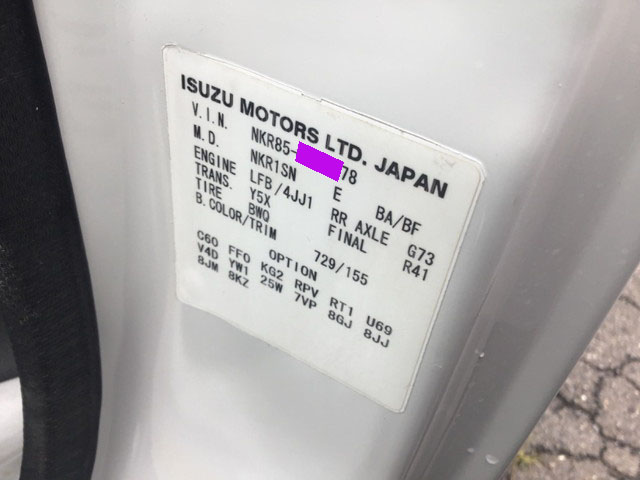 ISUZU MOTORS LTD. JAPAN
V.I.N. NKR85- 78
M.D. NKR1SN E BA/BF
ENGINE LFB/4JJ1 RR AXLE G73
TRANS. Y5X FINAL R41
TIRE BWQ
B.COLOR/TRIM 729/155
OPTION
C60 FF0 KG2 RPV RT1 U69
V4D YW1 25W 7VP 8GJ 8JJ
8JM 8KZ